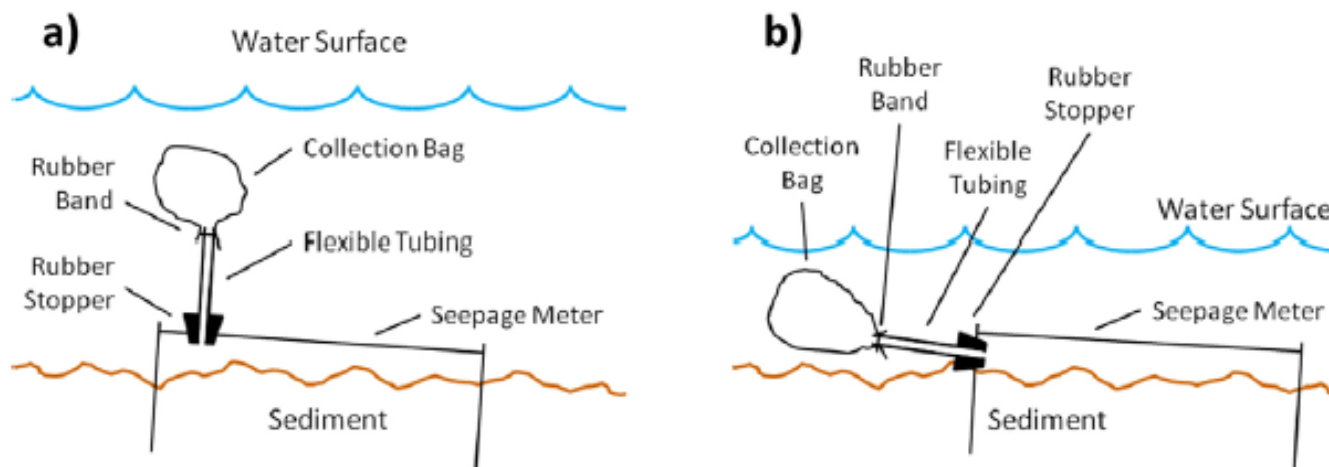 a)
Water Surface
Rubber
Band
Collection Bag
Flexible Tubing
Rubber
Stopper
Seepage Meter
Sediment
b)
Rubber
Band
Rubber
Stopper
Collection
Bag
Flexible
Tubing
Water Surface
Seepage Meter
Sediment